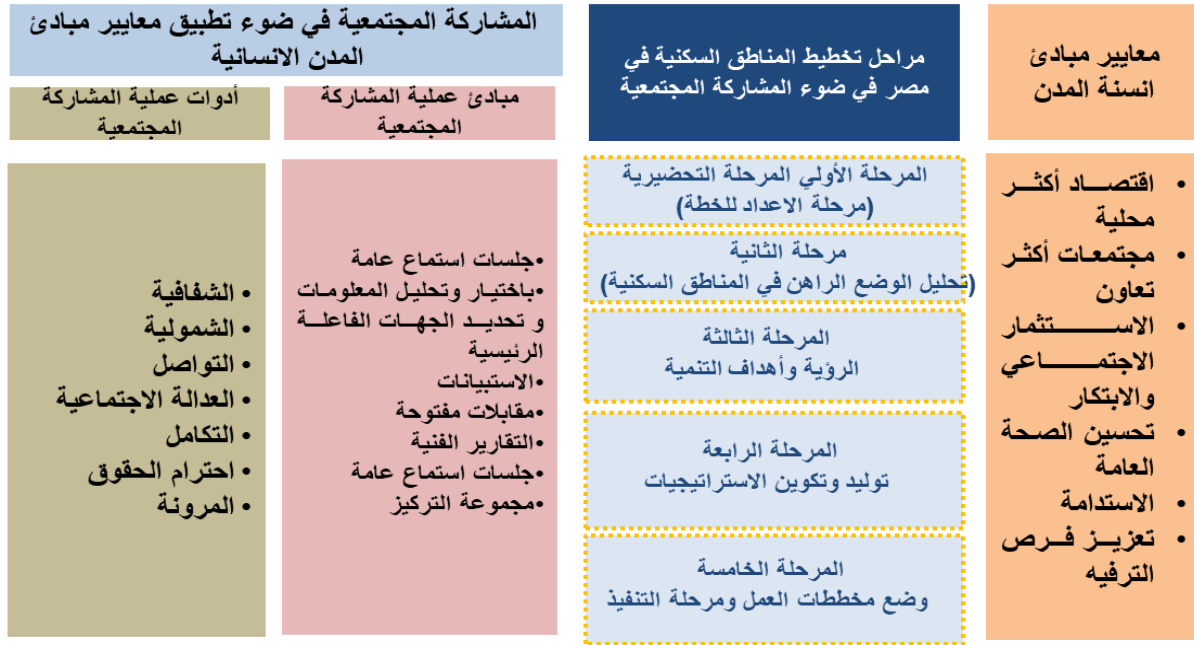 معايير مبادئ
انسنة المدن
• اقتصاد أكثر
محلية
• مجتمعات أكثر
تعاون
• الاستثمار
الاجتماعي
والابتكار
• تحسين الصحة
العامة
• الاستدامة
• تعزيز فرص
الترفيه
مراحل تخطيط المناطق السكنية في
مصر في ضوء المشاركة المجتمعية
المرحلة الأولي المرحلة التحضيرية
(مرحلة الاعداد للخطة)
مرحلة الثانية
(تحليل الوضع الراهن في المناطق السكنية)
المرحلة الثالثة
الرؤية وأهداف التنمية
المرحلة الرابعة
توليد وتكوين الاستراتيجيات
المرحلة الخامسة
وضع مخططات العمل ومرحلة التنفيذ
المشاركة المجتمعية في ضوء تطبيق معايير مبادئ
المدن الانسانية
مبادئ عملية المشاركة
المجتمعية
•جلسات استماع عامة
•باختيار وتحليل المعلومات
و تحديد الجهات الفاعلة
الرئيسية
•الاستبيانات
•مقابلات مفتوحة
•التقارير الفنية
•جلسات استماع عامة
•مجموعة التركيز
أدوات عملية المشاركة
المجتمعية
• الشفافية
• الشمولية
• التواصل
• العدالة الاجتماعية
• التكامل
• احترام الحقوق
• المرونة